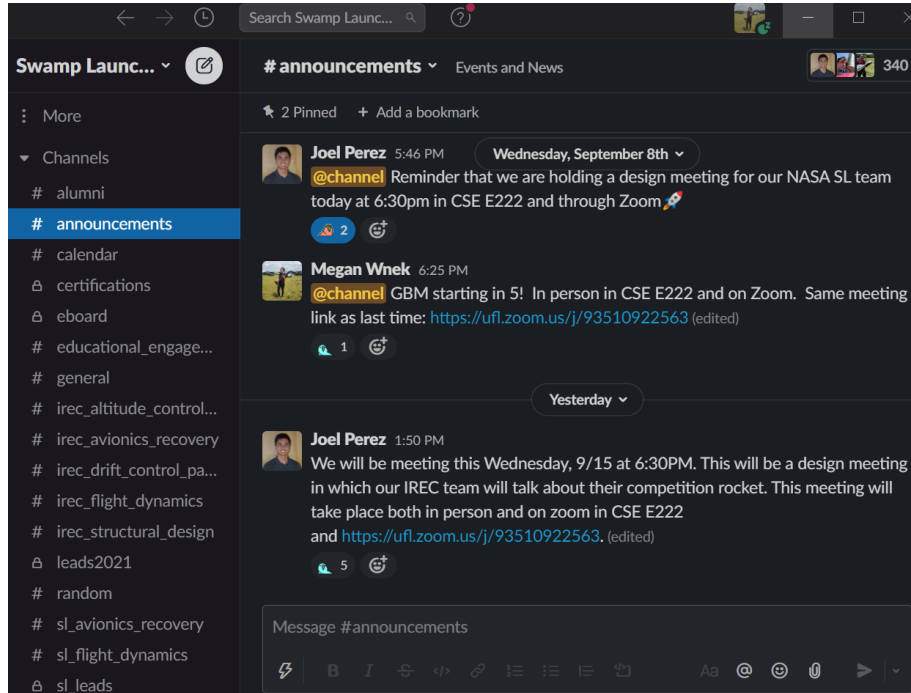 Search Swamp Launc...
Swamp Launc...
More
Channels
# alumni
# announcements
# calendar
certifications
eboard
# educational_engage...
# general
# irec_altitude_control...
# irec_avionics_recovery
# irec_drift_control_pa...
# irec_flight_dynamics
# irec_structural_design
leads2021
# random
# sl_avionics_recovery
# sl_flight_dynamics
sl_leads
# announcements Events and News 340
2 Pinned + Add a bookmark
Wednesday, September 8th
Joel Perez 5:46 PM
@channel Reminder that we are holding a design meeting for our NASA SL team
today at 6:30pm in CSE E222 and through Zoom🚀
2
Megan Wnek 6:25 PM
@channel GBM starting in 5! In person in CSE E222 and on Zoom. Same meeting
link as last time: https://ufl.zoom.us/j/93510922563 (edited)
1
Yesterday
Joel Perez 1:50 PM
We will be meeting this Wednesday, 9/15 at 6:30PM. This will be a design meeting
in which our IREC team will talk about their competition rocket. This meeting will
take place both in person and on zoom in CSE E222
and https://ufl.zoom.us/j/93510922563. (edited)
5
Message #announcements
B I S </> Aa @